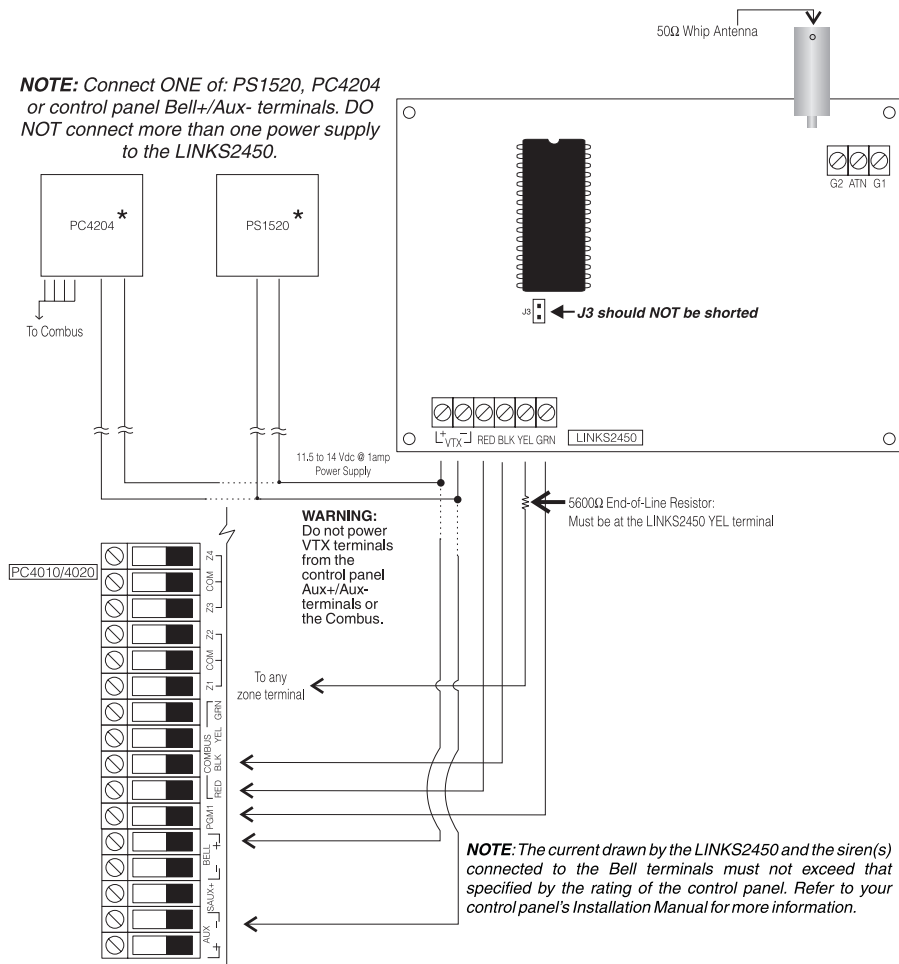 50Ω Whip Antenna
NOTE: Connect ONE of: PS1520, PC4204
or control panel Bell+/Aux- terminals. DO
NOT connect more than one power supply
to the LINKS2450.
G2 ATN G1
PC4204 *
PS1520 *
To Combus
J3
J3 should NOT be shorted
+ VTX - RED BLK YEL GRN
LINKS2450
11.5 to 14 Vdc @ 1amp
Power Supply
5600Ω End-of-Line Resistor:
Must be at the LINKS2450 YEL terminal
WARNING:
Do not power
VTX terminals
from the
control panel
Aux+/Aux-
terminals or
the Combus.
PC4010/4020
Z4
COM
Z3
Z2
COM
Z1
To any
zone terminal
GRN
YEL
COMBUS
BLK
RED
PGM1
+
BELL
-
SAUX+
-
AUX
+
NOTE: The current drawn by the LINKS2450 and the siren(s)
connected to the Bell terminals must not exceed that
specified by the rating of the control panel. Refer to your
control panel's Installation Manual for more information.